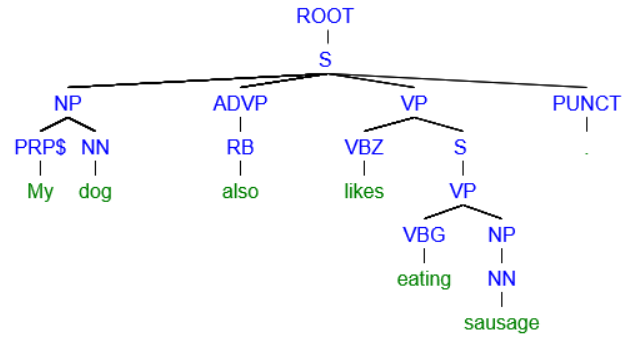 ROOT
S
NP ADVP VP PUNCT
PRP$ NN RB VBZ S .
My dog also likes VP
VBG NP
eating NN
sausage